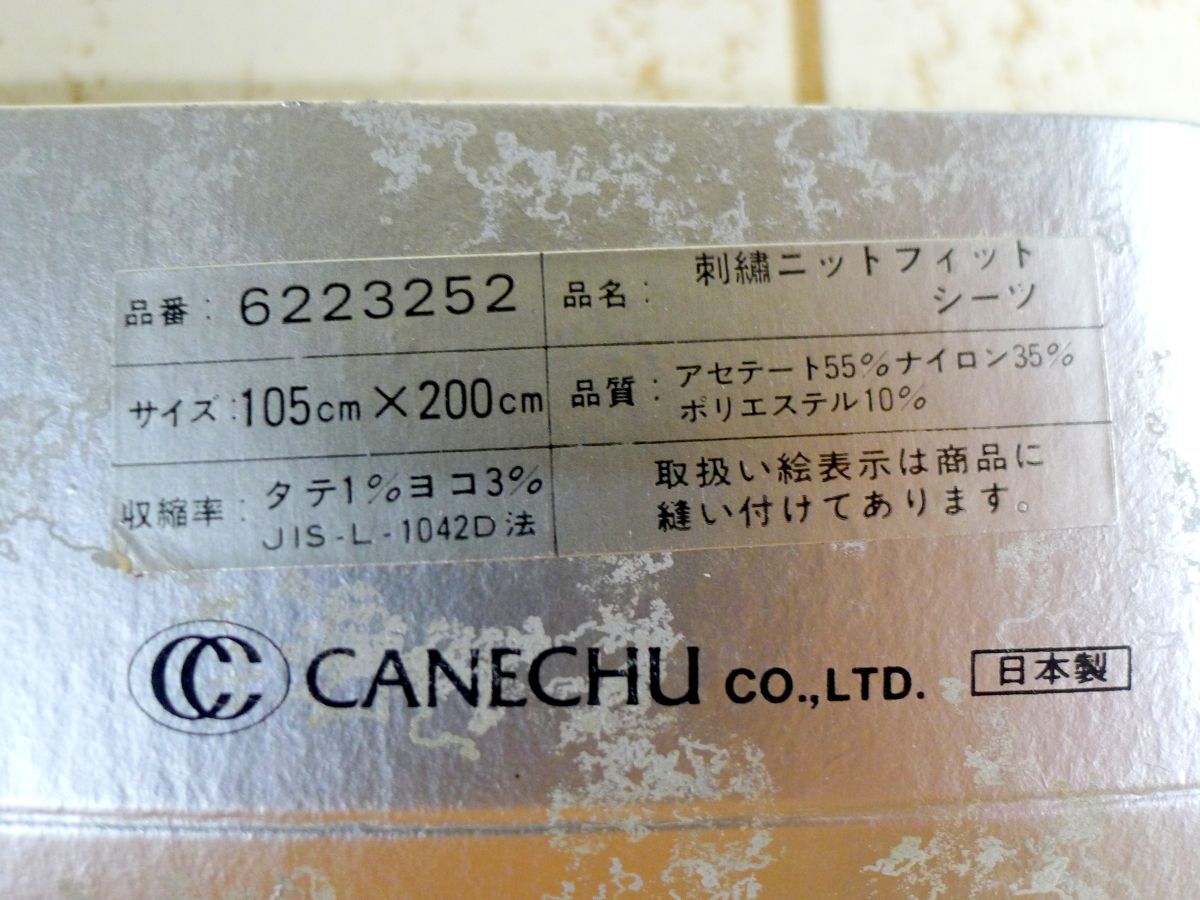 品番: 6223252
品名: 刺繡ニットフィット
シーツ
サイズ: 105cm×200cm
品質: アセテート55%ナイロン35%
ポリエステル10%
収縮率: タテ1%ヨコ3%
JIS-L-1042D法
取扱い絵表示は商品に
縫い付けてあります。
CC CANECHU CO.,LTD. 日本製